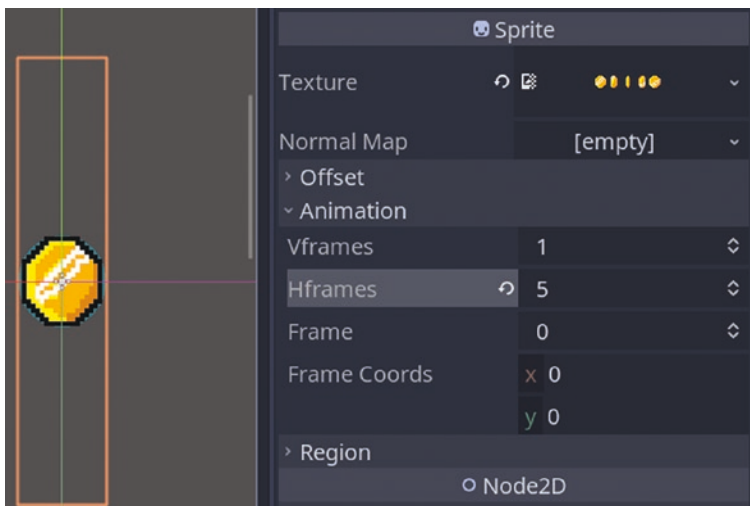 Sprite
Texture
Normal Map [empty]
Offset
Animation
Vframes 1
Hframes 5
Frame 0
Frame Coords x 0
y 0
Region
Node2D